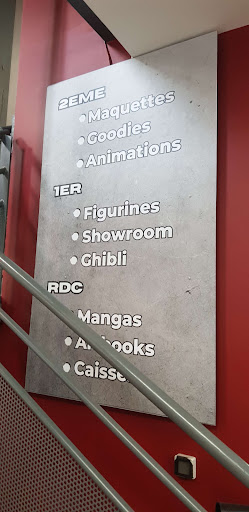 2EME
• Maquettes
• Goodies
• Animations
1ER
• Figurines
• Showroom
• Ghibli
RDC
Mangas
•
• Caisse